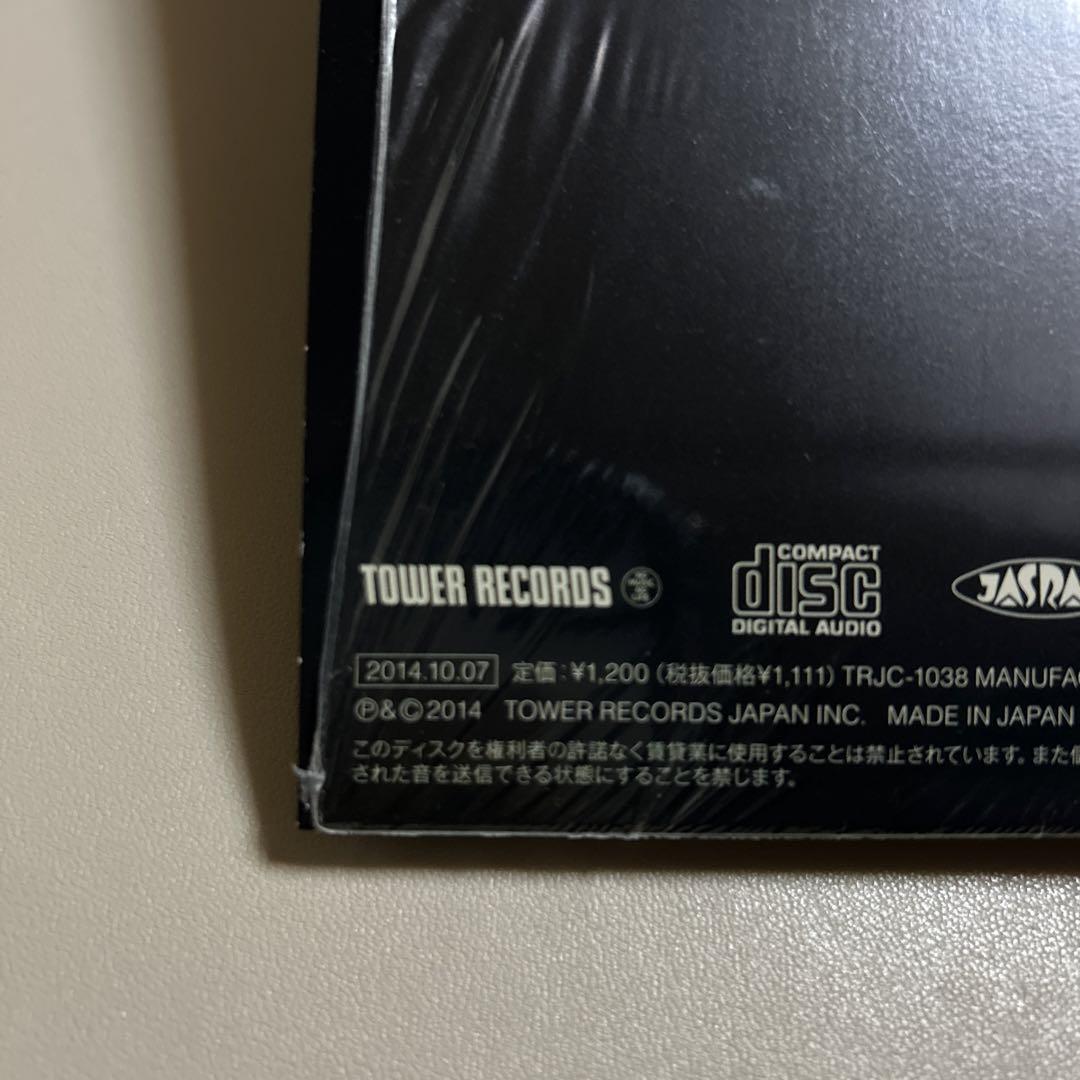 TOWER RECORDS
COMPACT
disc
DIGITAL AUDIO
2014.10.07 定価:¥1,200(税抜価格¥1,111) TRJC-1038 MANUFA
Ⓟ&Ⓒ2014 TOWER RECORDS JAPAN INC. MADE IN JAPAN
このディスクを権利者の許諾なく賃貸業に使用することは禁止されています。また個
された音を送信できる状態にすることを禁じます。